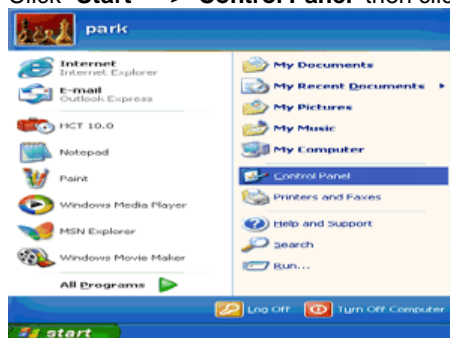 Click "Start" => "Control Panel" then clic
park
Internet
Internet Explorer
E-mail
Outlook Express
HCT 10.0
Notepad
Paint
Windows Media Player
MSN Explorer
Windows Movie Maker
All Programs
My Documents
My Recent Documents
My Pictures
My Music
My Computer
Control Panel
Printers and Faxes
Help and Support
Search
Run...
Log Off
Turn Off Computer
start